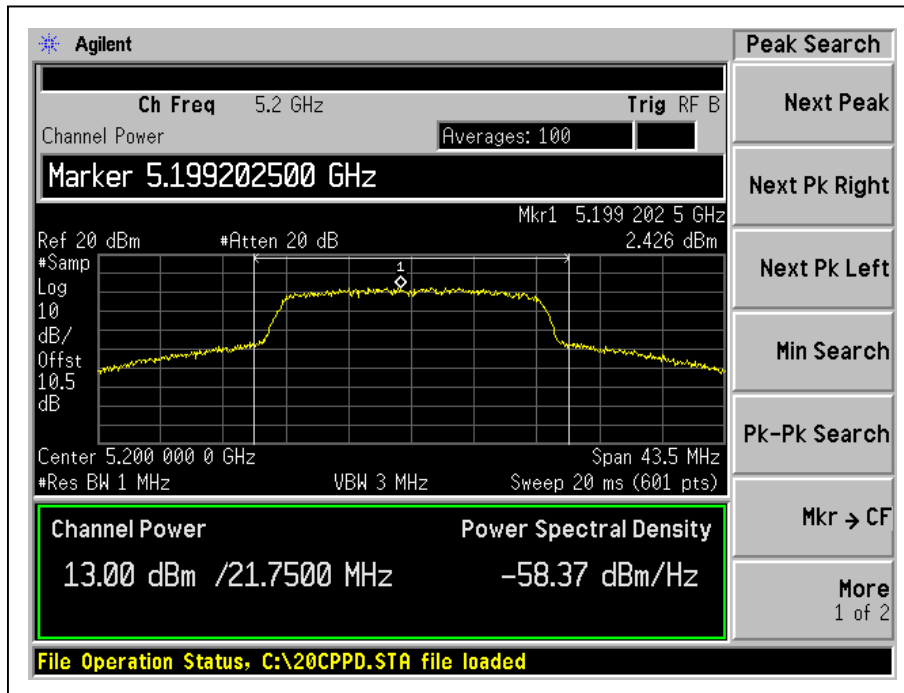 Agilent
Peak Search
Ch Freq 5.2 GHz Trig RF B
Channel Power Averages: 100
Marker 5.199202500 GHz
Mkr1 5.199 202 5 GHz
Ref 20 dBm #Atten 20 dB 2.426 dBm
#Samp
Log
10
dB/
Offst
10.5
dB
1
Center 5.200 000 0 GHz Span 43.5 MHz
#Res BW 1 MHz VBW 3 MHz Sweep 20 ms (601 pts)
Channel Power Power Spectral Density
13.00 dBm /21.7500 MHz -58.37 dBm/Hz
File Operation Status, C:\20CPPD.STA file loaded
Next Peak
Next Pk Right
Next Pk Left
Min Search
Pk-Pk Search
Mkr → CF
More
1 of 2